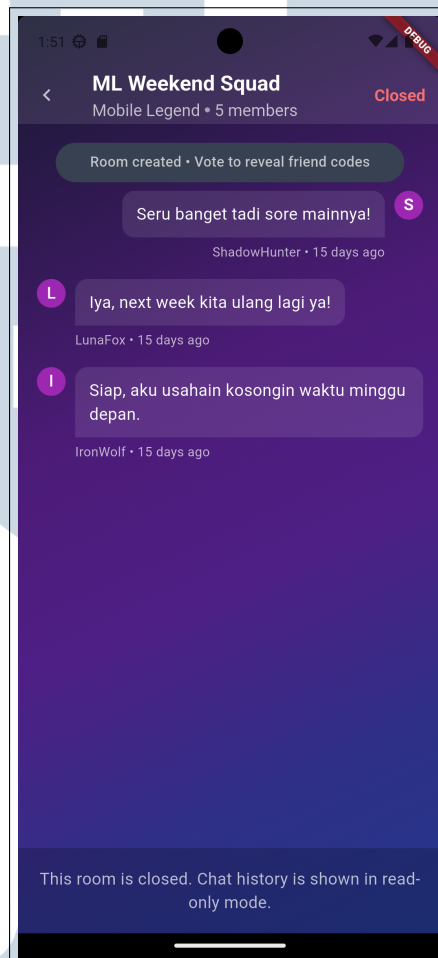 1:51
DEBUG
ML Weekend Squad
Mobile Legend • 5 members
Closed
Room created • Vote to reveal friend codes
Seru banget tadi sore mainnya!
S
ShadowHunter • 15 days ago
L
Iya, next week kita ulang lagi ya!
LunaFox • 15 days ago
I
Siap, aku usahain kosongin waktu minggu
depan.
IronWolf • 15 days ago
This room is closed. Chat history is shown in read-
only mode.